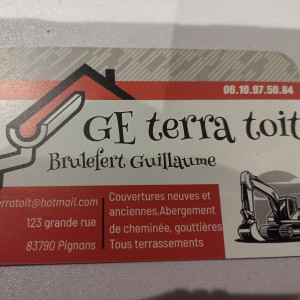 06.10.97.50.84
GE terra toit
Brulefert Guillaume
rratoit@hotmail.com
123 grande rue
83790 Pignans
Couvertures neuves et
anciennes,Abergement
de cheminée, gouttières
Tous terrassements